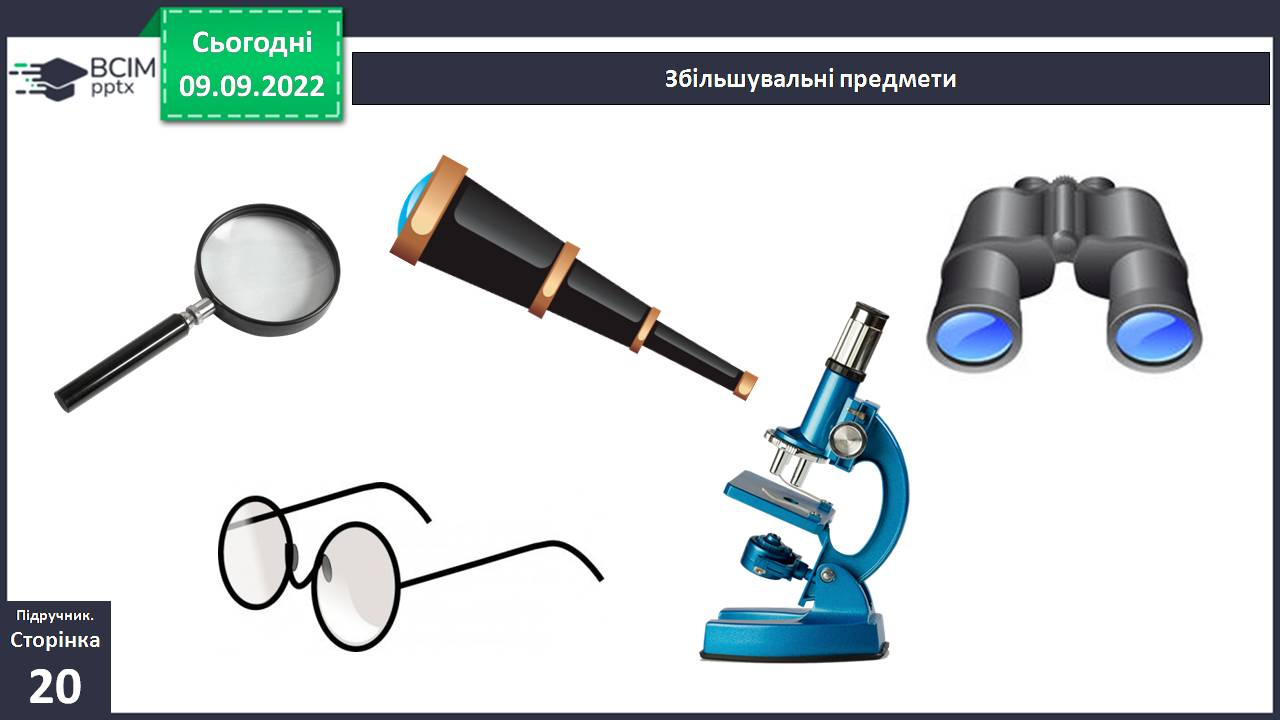 ВСІМ
pptx
Сьогодні
09.09.2022
Збільшувальні предмети
Підручник.
Сторінка
20